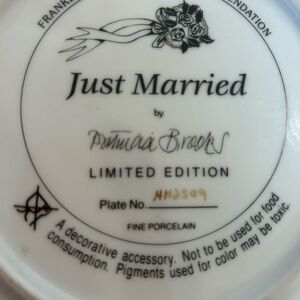 FRANKL
ENDATION
Just Married
by
Patricia Brooks
LIMITED EDITION
Plate No. HN2509
FINE PORCELAIN
A decorative accessory. Not to be used for food
consumption. Pigments used for color may be toxic.